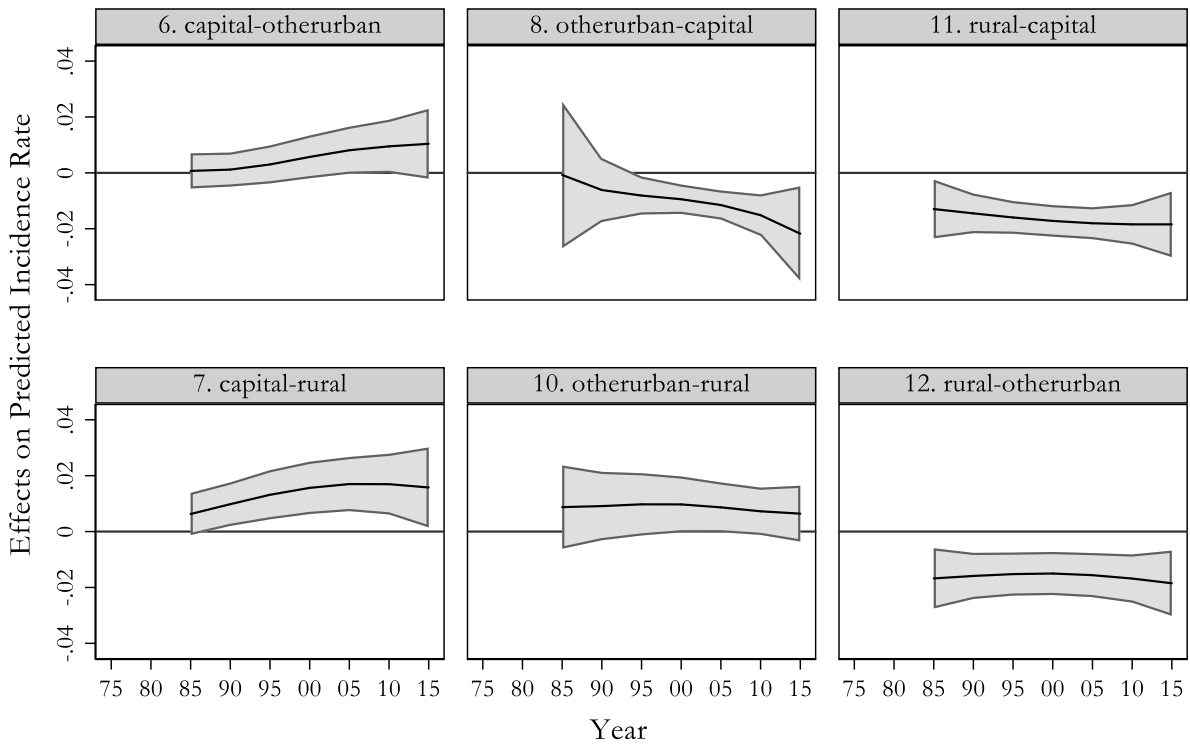 6. capital-otherurban
8. otherurban-capital
11. rural-capital
.04
.02
0
-.02
-.04
Effects on Predicted Incidence Rate
7. capital-rural
10. otherurban-rural
12. rural-otherurban
.04
.02
0
-.02
-.04
75 80 85 90 95 00 05 10 15
75 80 85 90 95 00 05 10 15
75 80 85 90 95 00 05 10 15
Year